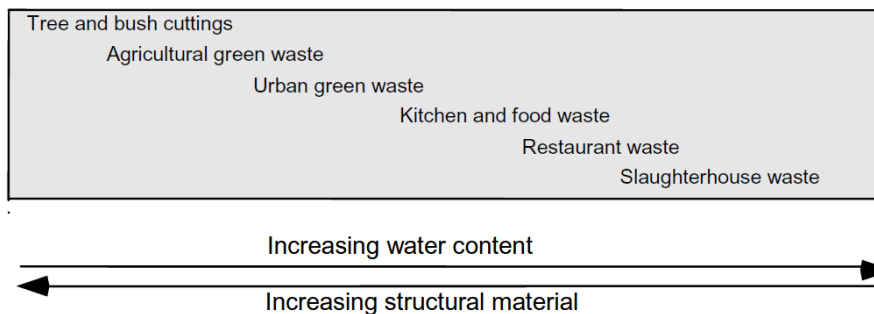 Tree and bush cuttings
Agricultural green waste
Urban green waste
Kitchen and food waste
Restaurant waste
Slaughterhouse waste
Increasing water content
Increasing structural material